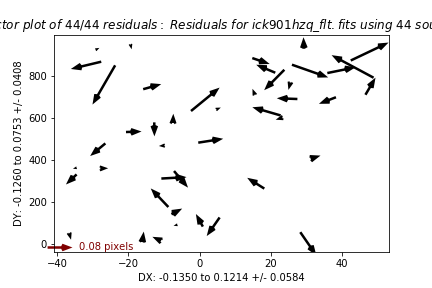 ctor plot of 44/44 residuals: Residuals for ick901hzq_flt.fits using 44 sour
DY: -0.1260 to 0.0753 +/- 0.0408
800
600
400
200
0
0.08 pixels
−40 −20 0 20 40
DX: -0.1350 to 0.1214 +/- 0.0584